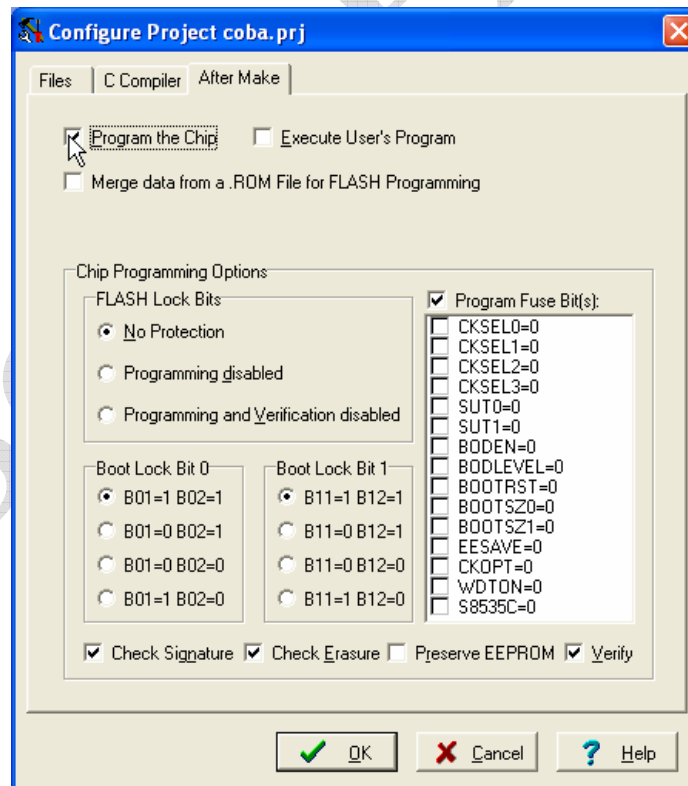 Configure Project coba.prj
Files C Compiler After Make
Program the Chip Execute User's Program
Merge data from a .ROM File for FLASH Programming
Chip Programming Options
FLASH Lock Bits
No Protection
Programming disabled
Programming and Verification disabled
Boot Lock Bit 0
B01=1 B02=1
B01=0 B02=1
B01=0 B02=0
B01=1 B02=0
Boot Lock Bit 1
B11=1 B12=1
B11=0 B12=1
B11=0 B12=0
B11=1 B12=0
Program Fuse Bit(s):
CKSEL0=0
CKSEL1=0
CKSEL2=0
CKSEL3=0
SUT0=0
SUT1=0
BODEN=0
BODLEVEL=0
BOOTRST=0
BOOTSZ0=0
BOOTSZ1=0
EESAVE=0
CKOPT=0
WDTON=0
S8535C=0
Check Signature Check Erasure Preserve EEPROM Verify
OK Cancel Help